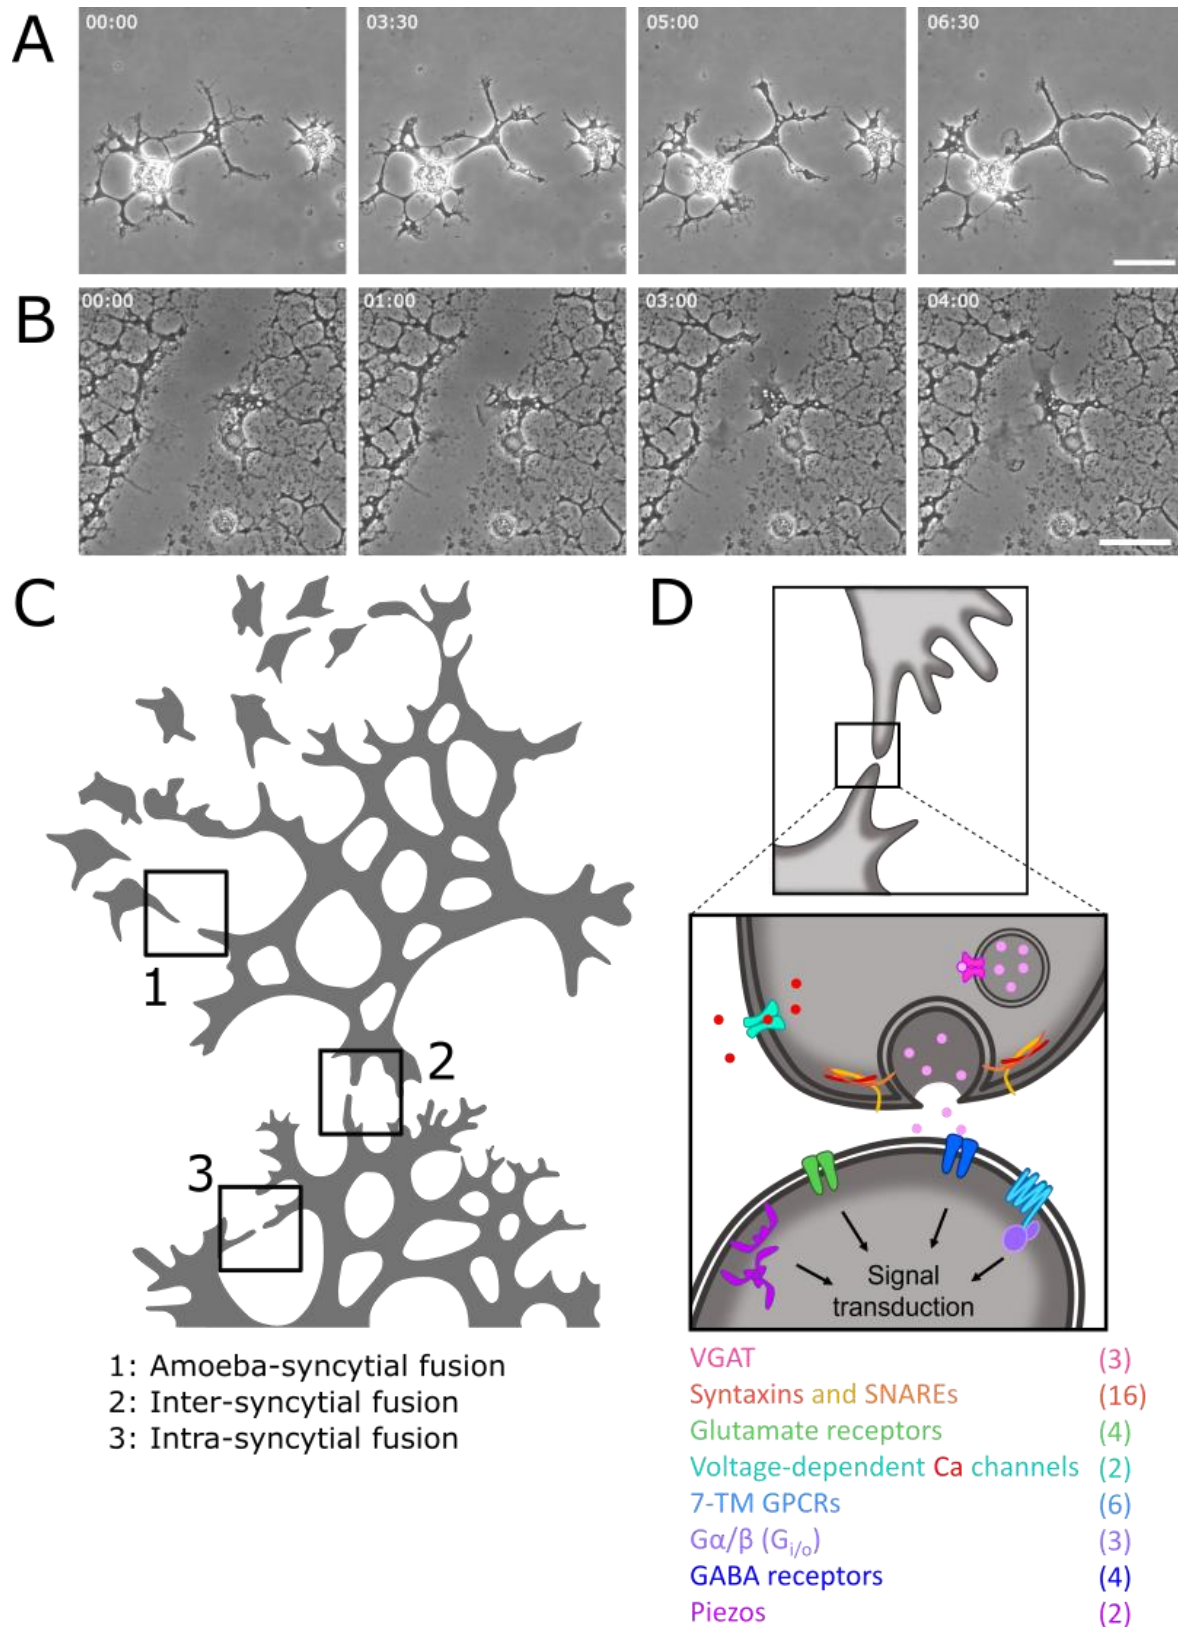 A
00:00
03:30
05:00
06:30
B
00:00
01:00
03:00
04:00
C
D
1
2
3
1: Amoeba-syncytial fusion
2: Inter-syncytial fusion
3: Intra-syncytial fusion
Signal
transduction
VGAT (3)
Syntaxins and SNAREs (16)
Glutamate receptors (4)
Voltage-dependent Ca channels (2)
7-TM GPCRs (6)
Gα/β (Gi/o) (3)
GABA receptors (4)
Piezos (2)